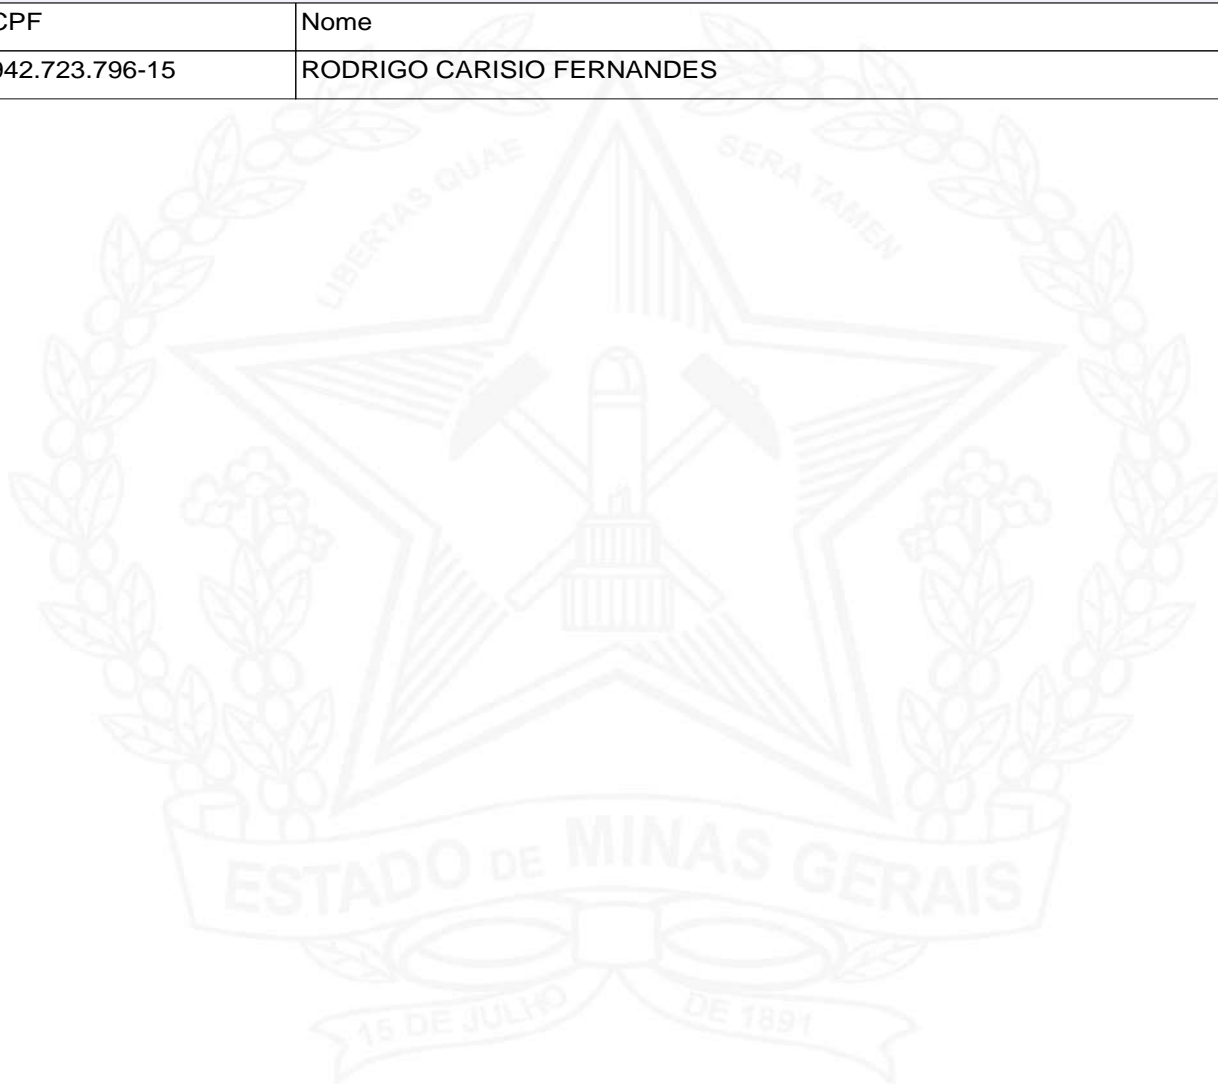 CPF Nome
942.723.796-15 RODRIGO CARISIO FERNANDES
LIBERTAS QUAE SERA TAMEN
ESTADO DE MINAS GERAIS
15 DE JULHO DE 1891